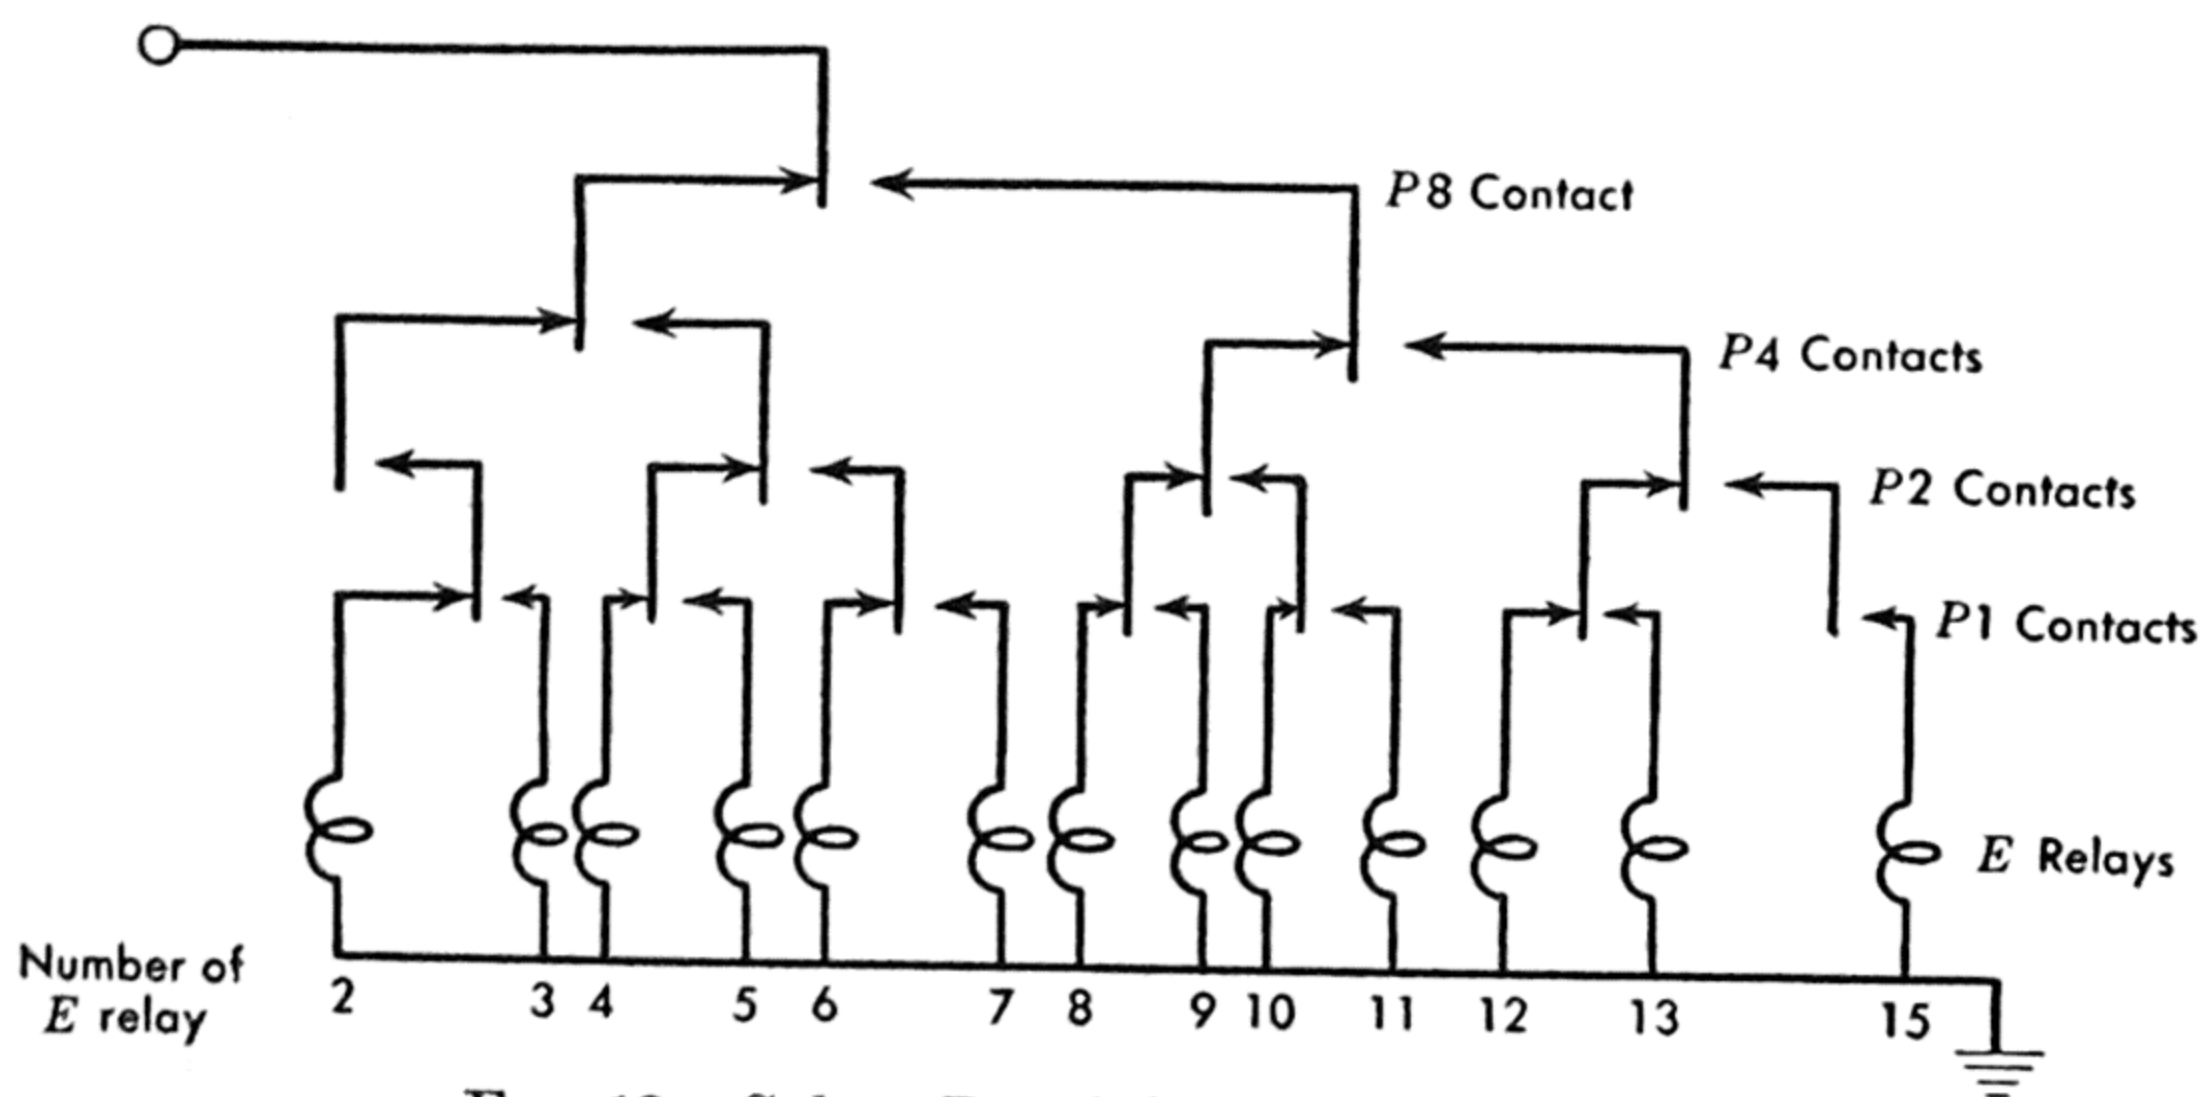 P8 Contact
P4 Contacts
P2 Contacts
P1 Contacts
E Relays
Number of
E relay
2 3 4 5 6 7 8 9 10 11 12 13 15